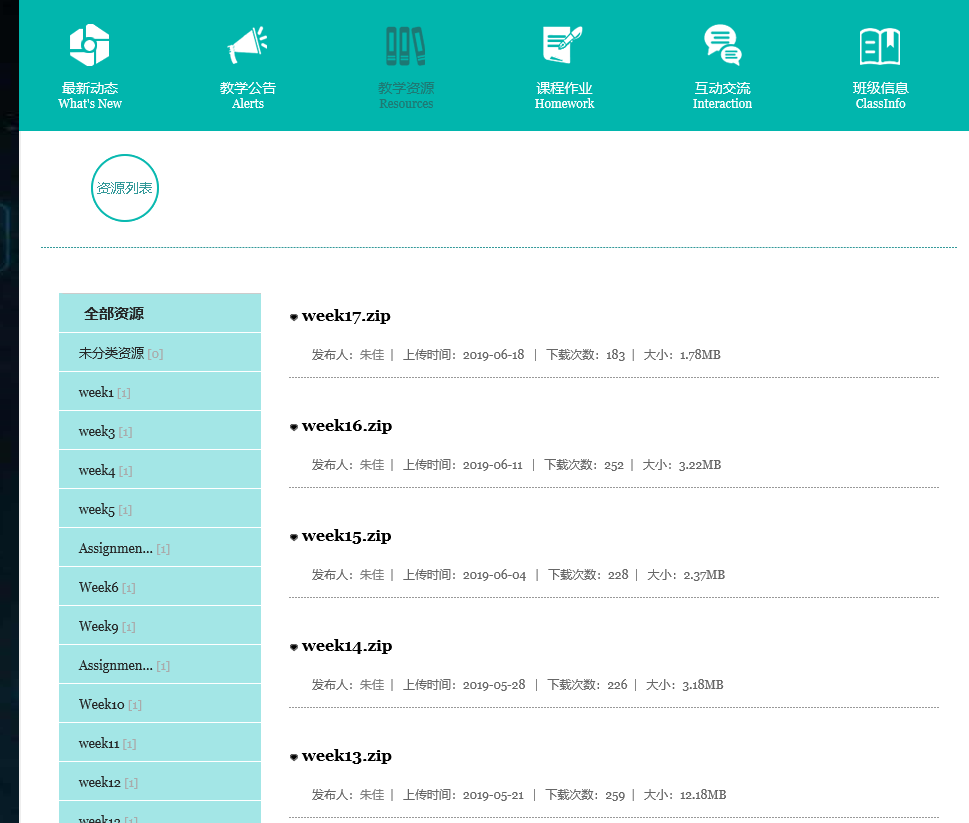 最新动态
What's New
教学公告
Alerts
教学资源
Resources
课程作业
Homework
互动交流
Interaction
班级信息
ClassInfo
资源列表
全部资源
未分类资源 [0]
week1 [1]
week3 [1]
week4 [1]
week5 [1]
Assignmen... [1]
Week6 [1]
Week9 [1]
Assignmen... [1]
Week10 [1]
week11 [1]
week12 [1]
week13 [1]
week17.zip
发布人：朱佳 | 上传时间：2019-06-18 | 下载次数：183 | 大小：1.78MB
week16.zip
发布人：朱佳 | 上传时间：2019-06-11 | 下载次数：252 | 大小：3.22MB
week15.zip
发布人：朱佳 | 上传时间：2019-06-04 | 下载次数：228 | 大小：2.37MB
week14.zip
发布人：朱佳 | 上传时间：2019-05-28 | 下载次数：226 | 大小：3.18MB
week13.zip
发布人：朱佳 | 上传时间：2019-05-21 | 下载次数：259 | 大小：12.18MB